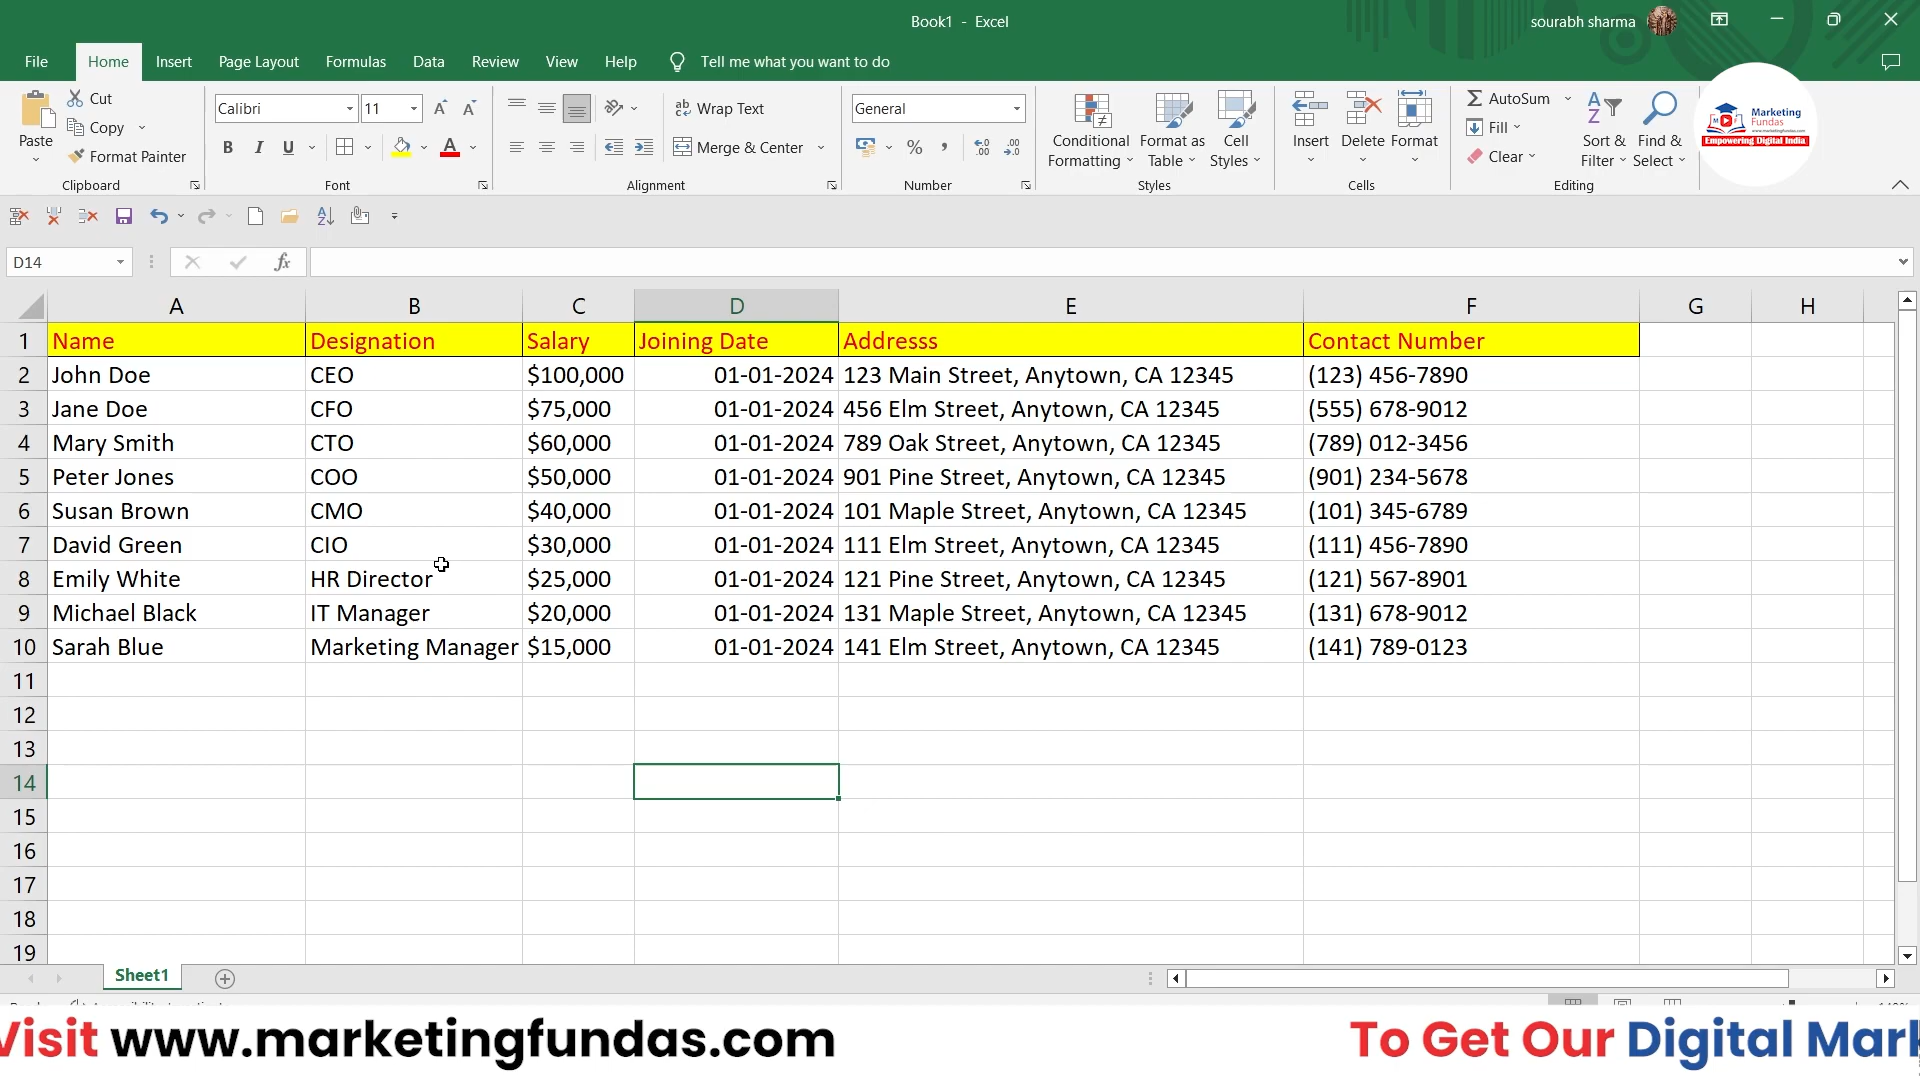 Book1 - Excel
sourabh sharma
File Home Insert Page Layout Formulas Data Review View Help Tell me what you want to do
Cut
Copy
Format Painter
Paste
Clipboard
Calibri 11
B I U
Font
Wrap Text
Merge & Center
Alignment
General
Number
Conditional Formatting
Format as Table
Cell Styles
Styles
Insert Delete Format
Cells
AutoSum
Fill
Clear
Sort & Filter
Find & Select
Editing
Marketing
Fundas
www.marketingfundas.com
Empowering Digital India
D14 fx
A B C D E F G H
1 Name Designation Salary Joining Date Addresss Contact Number
2 John Doe CEO $100,000 01-01-2024 123 Main Street, Anytown, CA 12345 (123) 456-7890
3 Jane Doe CFO $75,000 01-01-2024 456 Elm Street, Anytown, CA 12345 (555) 678-9012
4 Mary Smith CTO $60,000 01-01-2024 789 Oak Street, Anytown, CA 12345 (789) 012-3456
5 Peter Jones COO $50,000 01-01-2024 901 Pine Street, Anytown, CA 12345 (901) 234-5678
6 Susan Brown CMO $40,000 01-01-2024 101 Maple Street, Anytown, CA 12345 (101) 345-6789
7 David Green CIO $30,000 01-01-2024 111 Elm Street, Anytown, CA 12345 (111) 456-7890
8 Emily White HR Director $25,000 01-01-2024 121 Pine Street, Anytown, CA 12345 (121) 567-8901
9 Michael Black IT Manager $20,000 01-01-2024 131 Maple Street, Anytown, CA 12345 (131) 678-9012
10 Sarah Blue Marketing Manager $15,000 01-01-2024 141 Elm Street, Anytown, CA 12345 (141) 789-0123
11
12
13
14
15
16
17
18
19
Sheet1
Visit www.marketingfundas.com To Get Our Digital Mark